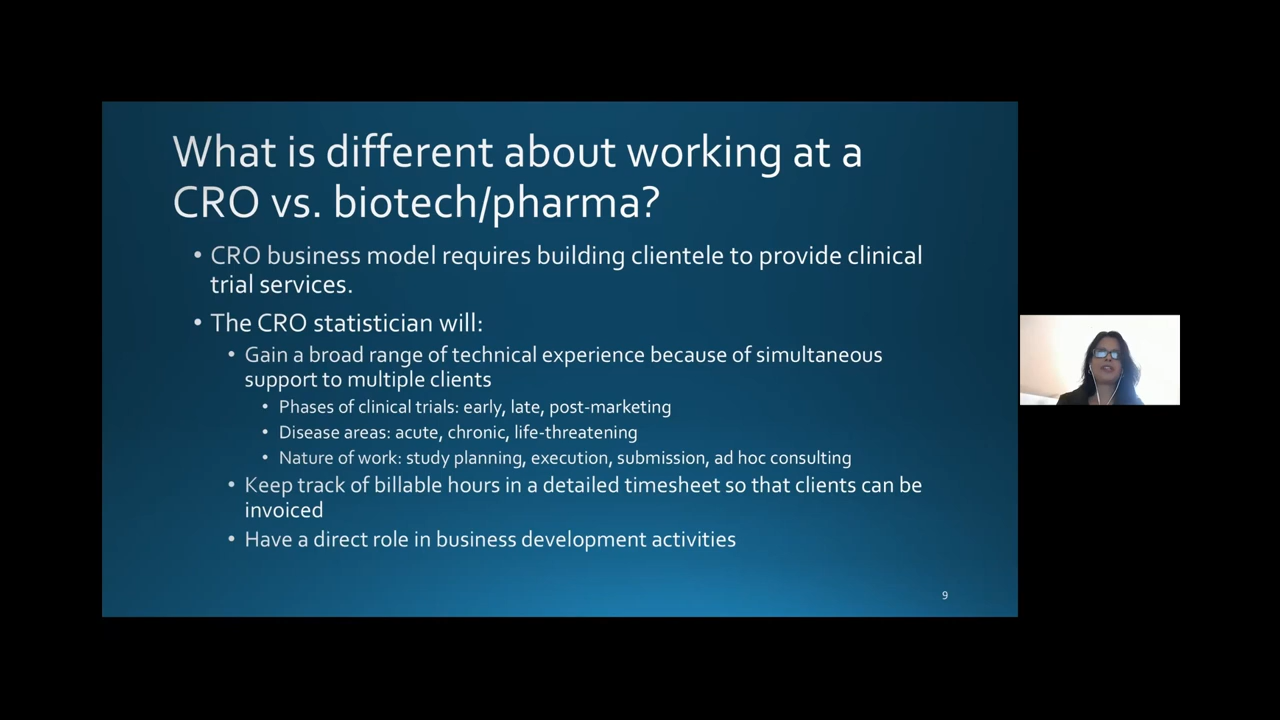 What is different about working at a
CRO vs. biotech/pharma?
• CRO business model requires building clientele to provide clinical
trial services.
• The CRO statistician will:
• Gain a broad range of technical experience because of simultaneous
support to multiple clients
• Phases of clinical trials: early, late, post-marketing
• Disease areas: acute, chronic, life-threatening
• Nature of work: study planning, execution, submission, ad hoc consulting
• Keep track of billable hours in a detailed timesheet so that clients can be
invoiced
• Have a direct role in business development activities
9